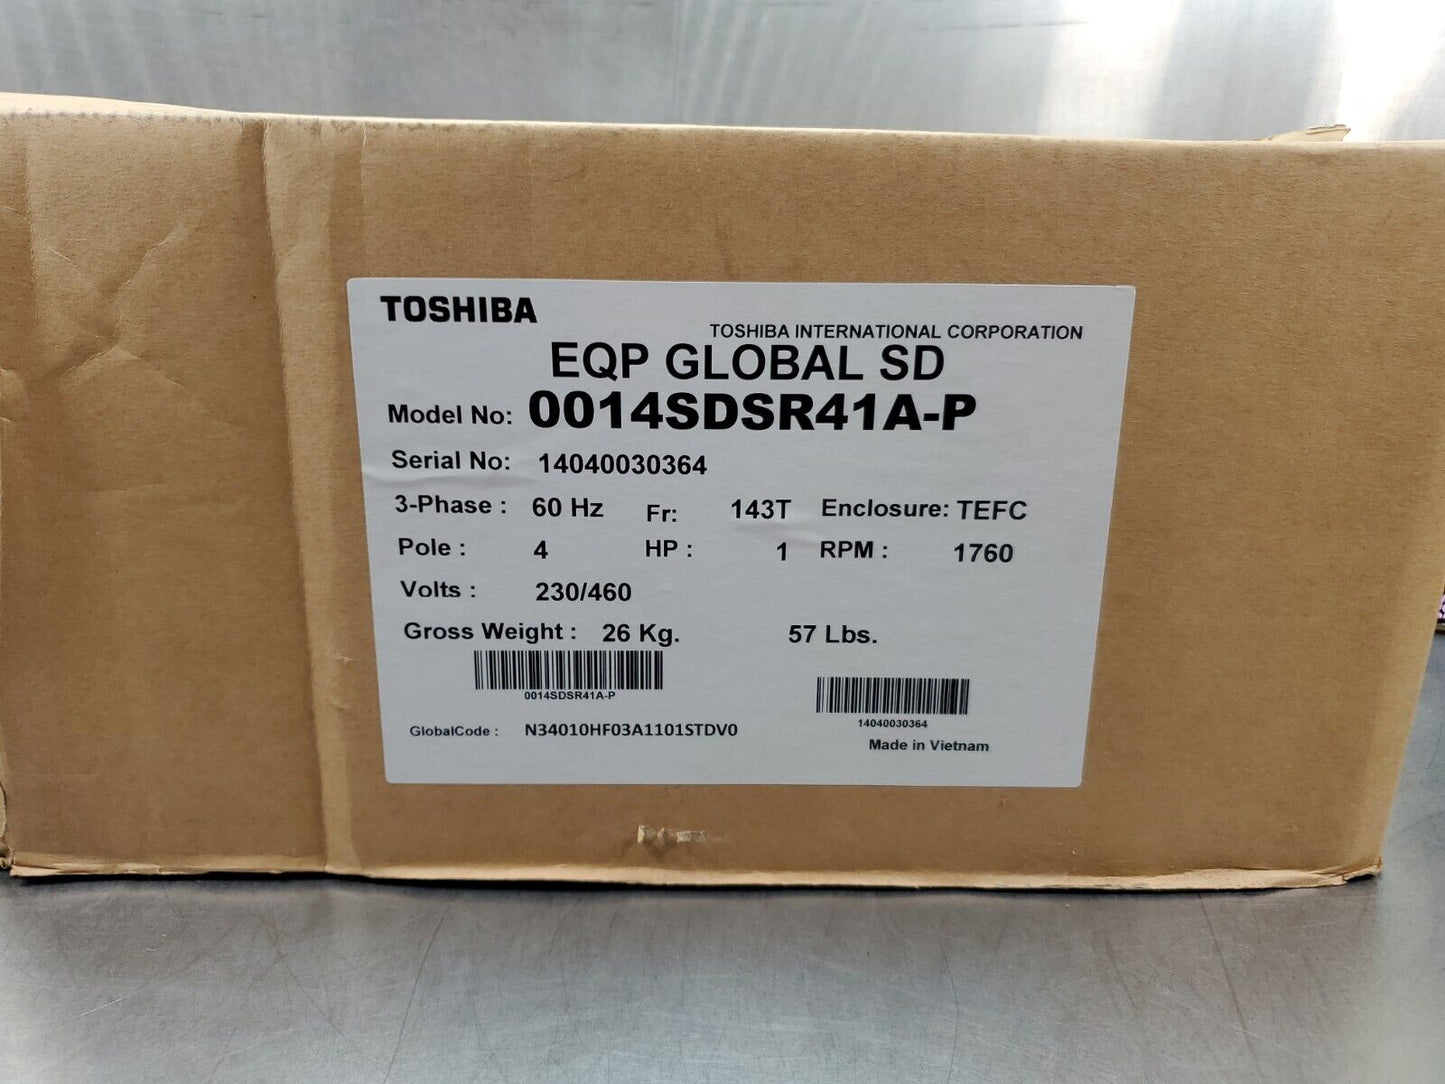 TOSHIBA
TOSHIBA INTERNATIONAL CORPORATION
EQP GLOBAL SD
Model No: 0014SDSR41A-P
Serial No: 14040030364
3-Phase : 60 Hz Fr: 143T Enclosure: TEFC
Pole : 4 HP : 1 RPM : 1760
Volts : 230/460
Gross Weight : 26 Kg. 57 Lbs.
0014SDSR41A-P
14040030364
GlobalCode : N34010HF03A1101STDV0
Made in Vietnam